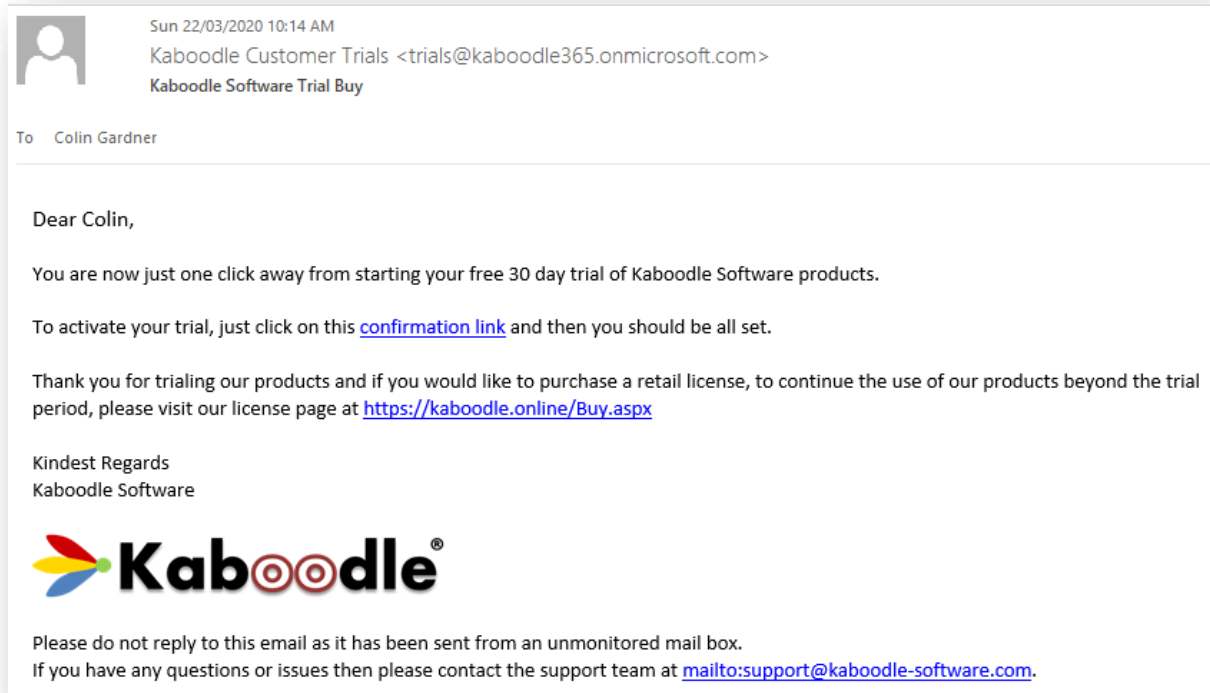 Sun 22/03/2020 10:14 AM
Kaboodle Customer Trials <trials@kaboodle365.onmicrosoft.com>
Kaboodle Software Trial Buy
To Colin Gardner
Dear Colin,
You are now just one click away from starting your free 30 day trial of Kaboodle Software products.
To activate your trial, just click on this confirmation link and then you should be all set.
Thank you for trialing our products and if you would like to purchase a retail license, to continue the use of our products beyond the trial
period, please visit our license page at https://kaboodle.online/Buy.aspx
Kindest Regards
Kaboodle Software
Kaboodle®
Please do not reply to this email as it has been sent from an unmonitored mail box.
If you have any questions or issues then please contact the support team at mailto:support@kaboodle-software.com.